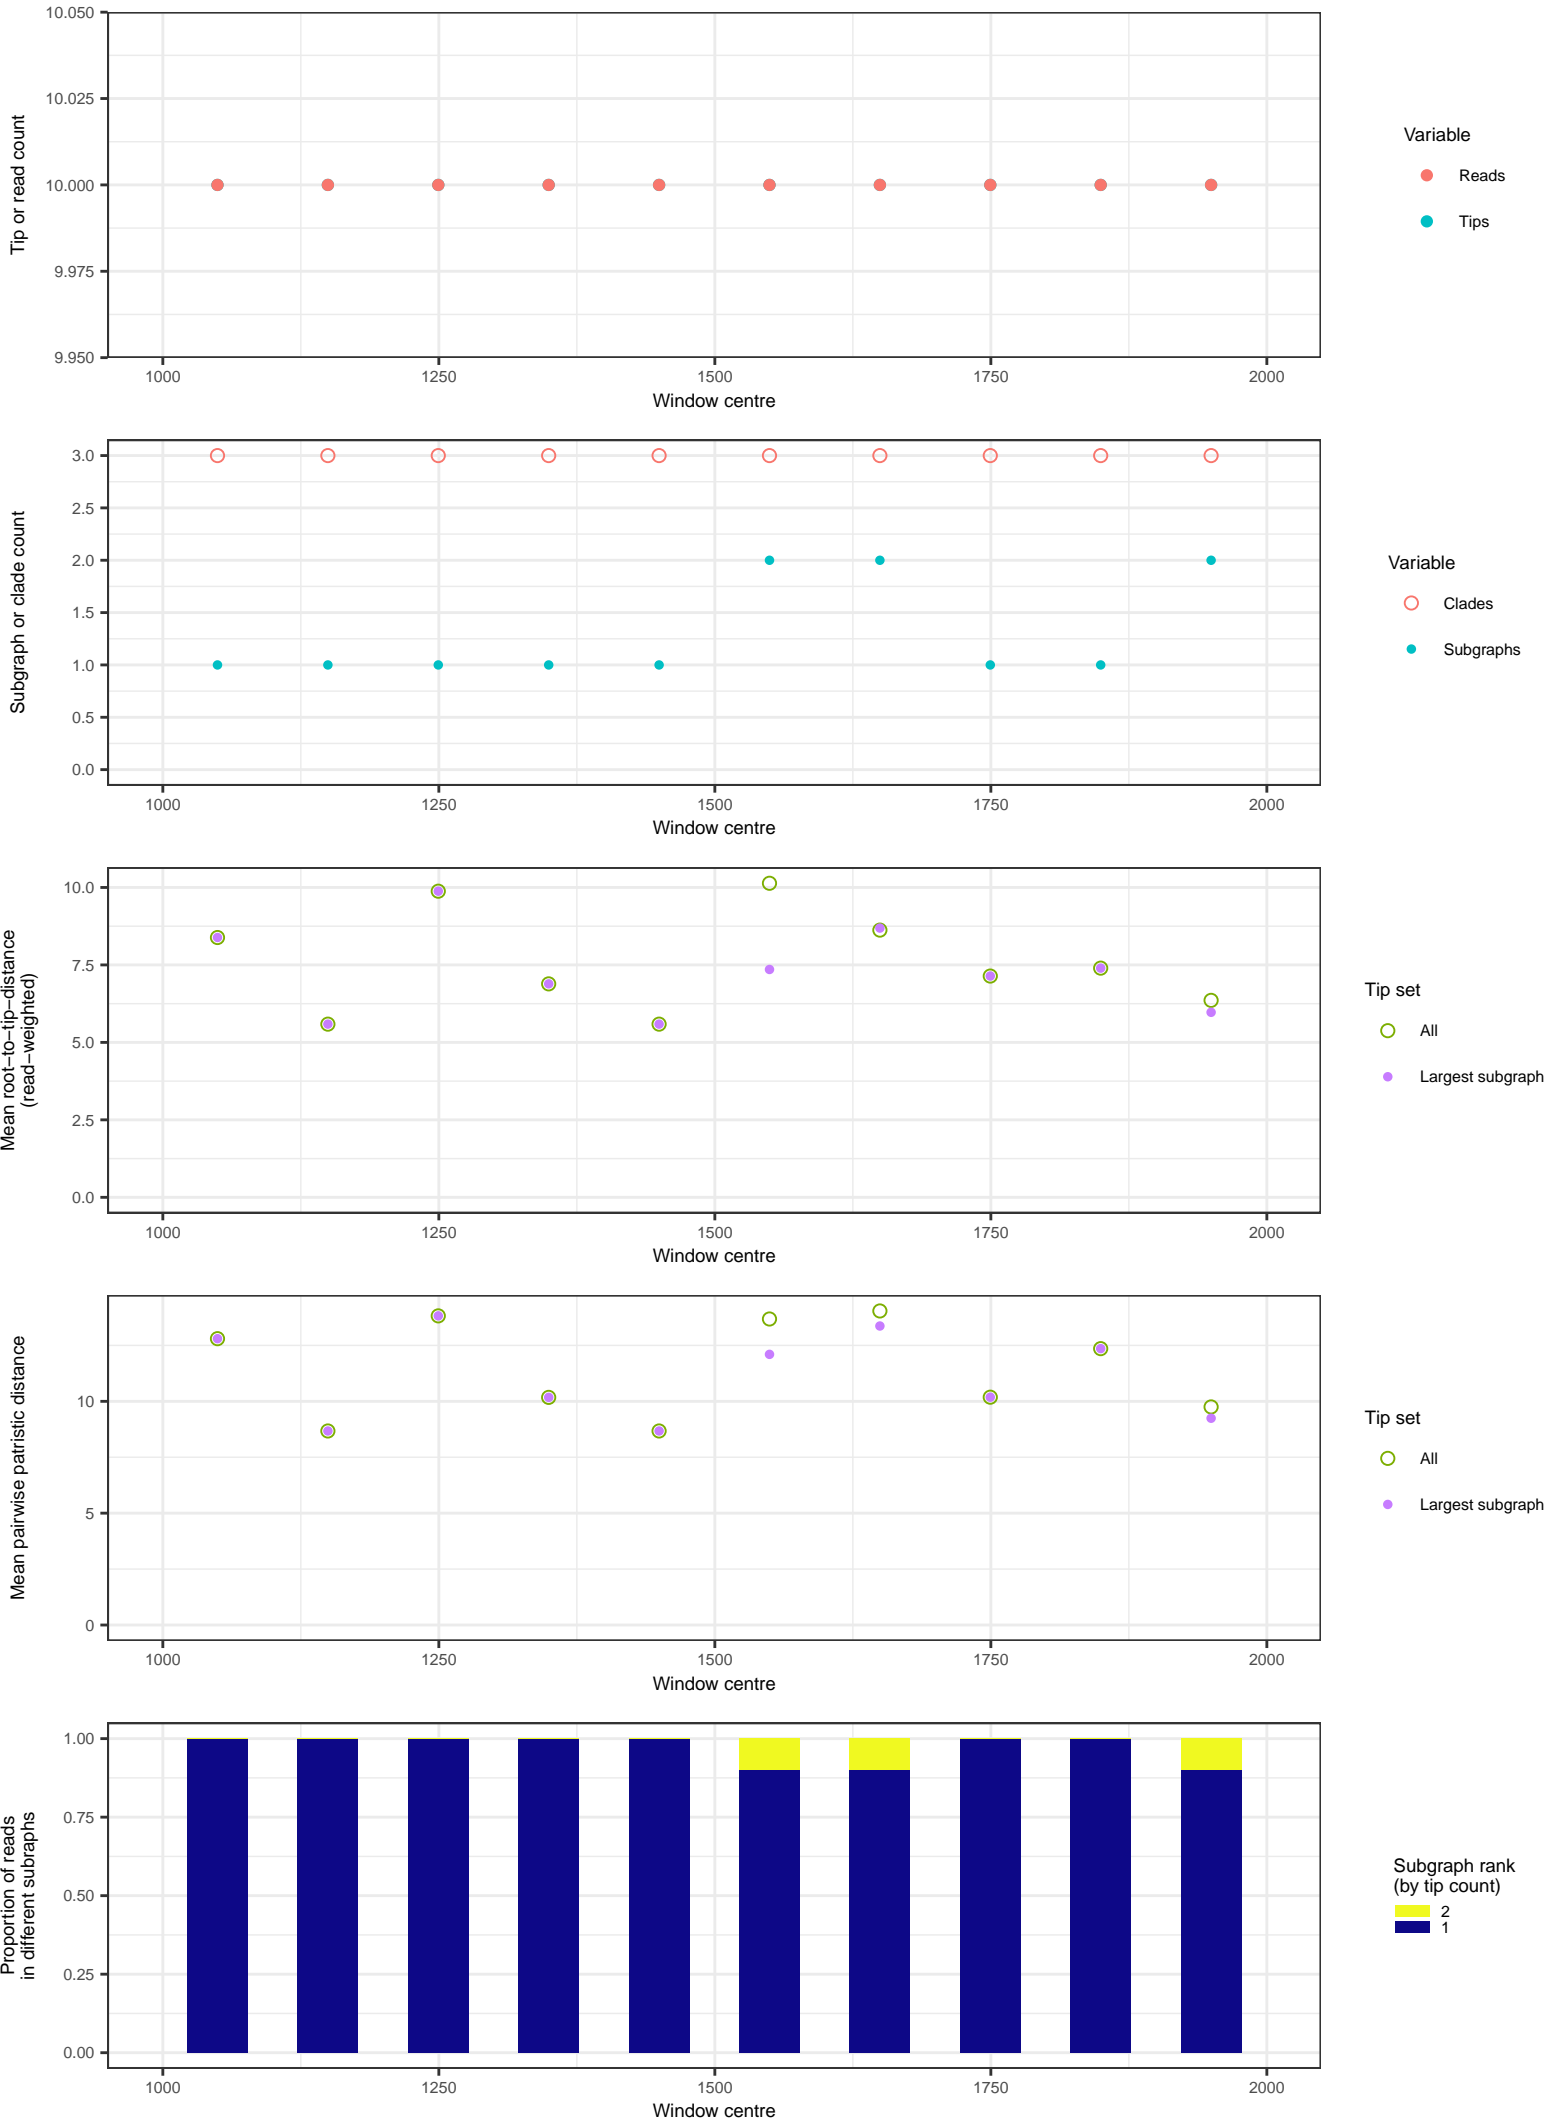 10.050
10.025
10.000
9.975
9.950
Tip or read count
1000 1250 1500 1750 2000
Window centre
Variable
Reads
Tips
3.0
2.5
2.0
1.5
1.0
0.5
0.0
Subgraph or clade count
1000 1250 1500 1750 2000
Window centre
Variable
Clades
Subgraphs
10.0
7.5
5.0
2.5
0.0
Mean root−to−tip−distance
(read−weighted)
1000 1250 1500 1750 2000
Window centre
Tip set
All
Largest subgraph
10
5
0
Mean pairwise patristic distance
1000 1250 1500 1750 2000
Window centre
Tip set
All
Largest subgraph
1.00
0.75
0.50
0.25
0.00
Proportion of reads
in different subraphs
1000 1250 1500 1750 2000
Window centre
Subgraph rank
(by tip count)
2
1